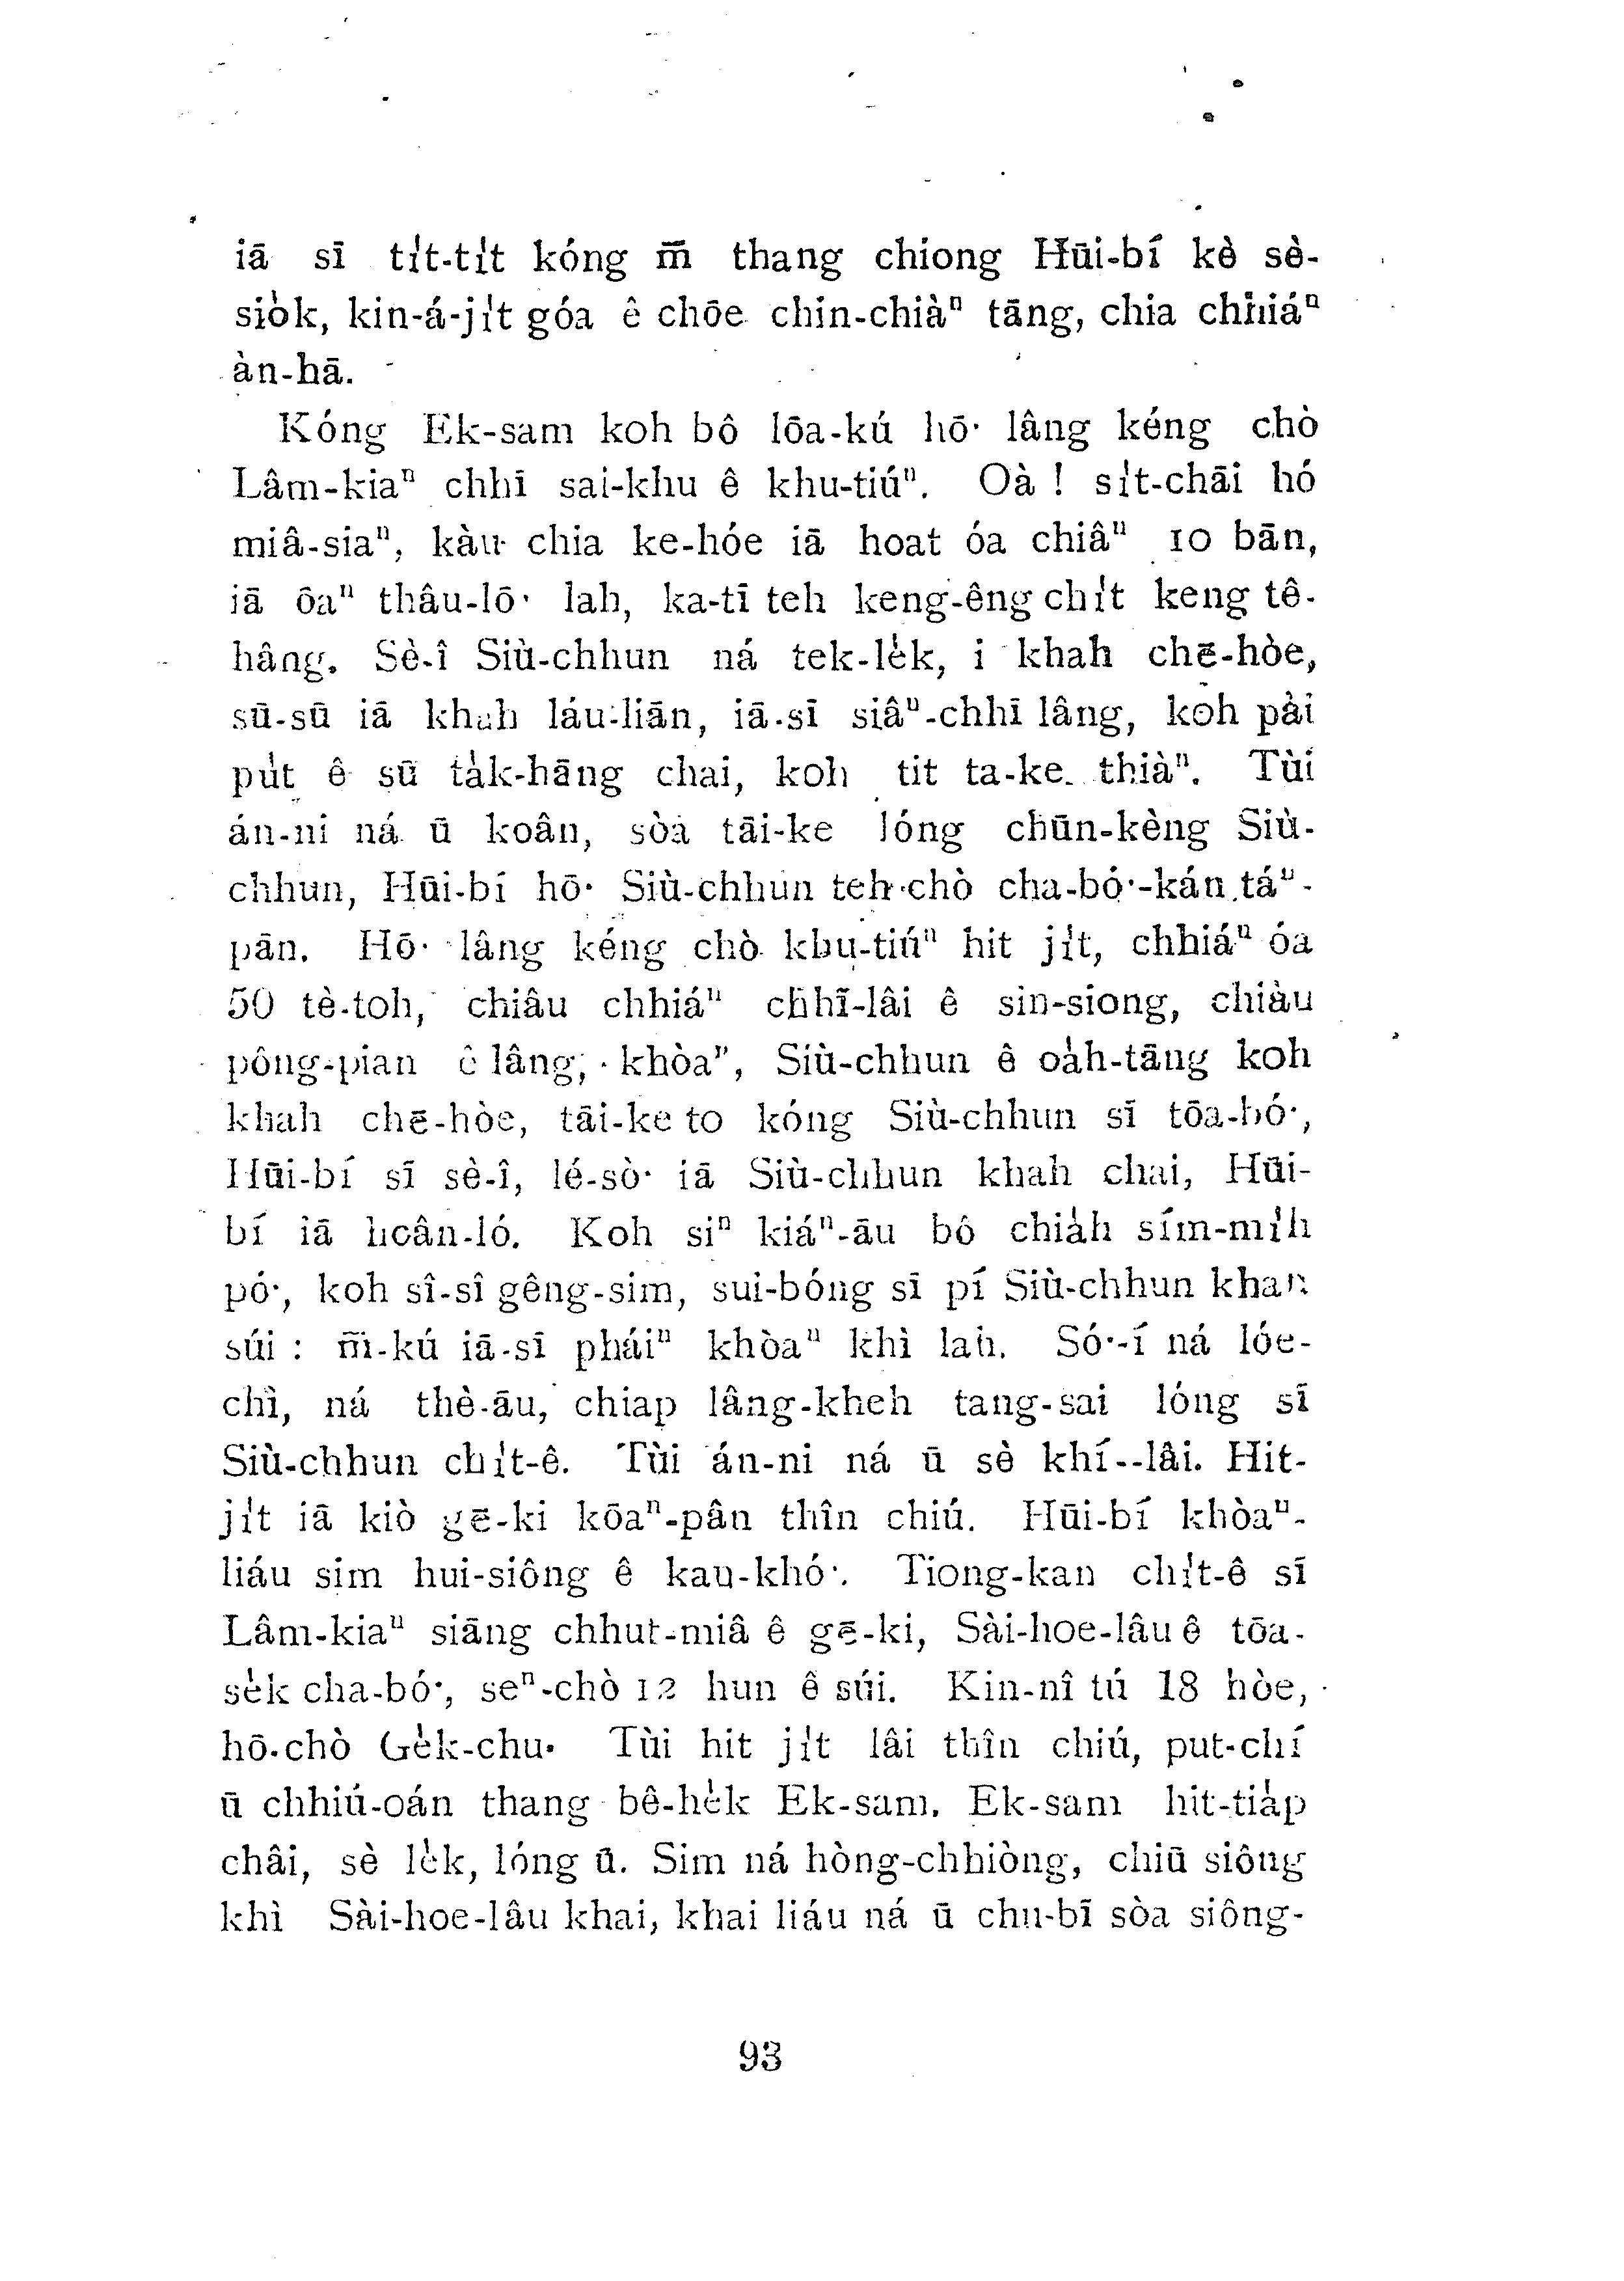 iā sī ti̍t-ti̍t kóng m̄ thang chiong Hūi-bí kè sè-
sio̍k, kin-á-ji̍t góa ê chōe chin-chiàⁿ tāng, chia chhiáⁿ
àn-hā.
Kóng Ek-sam koh bô lōa-kú hō͘ lâng kéng chò
Lâm-kiaⁿ chhī sai-khu ê khu-tiúⁿ. Oà ! si̍t-chāi hó
miâ-siaⁿ, kàu chia ke-hóe iā hoat óa chiâⁿ 10 bān,
iā ōaⁿ thâu-lō͘ lah, ka-tī teh keng-êng chi̍t keng tê-
hâng. Sè-î Siù-chhun ná tek-le̍k, i khah chē-hòe,
sū-sū iā khah láu-liān, iā-sī siâⁿ-chhī lâng, koh pài
pu̍t ê sū ta̍k-hāng chai, koh tit ta-ke thiàⁿ. Tùi
án-ni ná ū koân, sòa tāi-ke lóng chūn-kèng Siù-
chhun, Hūi-bí hō͘ Siù-chhun teh chò cha-bó͘-kán táⁿ-
pān. Hō͘ lâng kéng chò khu-tiúⁿ hit ji̍t, chhiáⁿ óa
50 tè-toh, chiâu chhiáⁿ chhī-lâi ê sin-siong, chiàu
pông-pian ê lâng, khòaⁿ, Siù-chhun ê oa̍h-tāng koh
khah chē-hòe, tāi-ke to kóng Siù-chhun sī tōa-bó͘,
Hūi-bí sī sè-î, lé-sò͘ iā Siù-chhun khah chai, Hūi-
bí iā hoân-ló. Koh siⁿ kiáⁿ-āu bô chia̍h sím-mi̍h
pó͘, koh sî-sî gêng-sim, sui-bóng sī pí Siù-chhun khah
súi : m̄-kú iā-sī pháiⁿ khòaⁿ khì lah. Só͘-í ná lóe-
chì, ná thè-āu, chiap lâng-kheh tang-sai lóng sī
Siù-chhun chi̍t-ê. Tùi án-ni ná ū sè khí--lâi. Hit-
ji̍t iā kiò gē-ki kōaⁿ-pân thîn chiú. Hūi-bí khòaⁿ-
liáu sim hui-siông ê kau-khó͘. Tiong-kan chi̍t-ê sī
Lâm-kiaⁿ siāng chhut-miâ ê gē-ki, Sài-hoe-lâu ê tōa-
se̍k cha-bó͘, seⁿ-chò 12 hun ê súi. Kin-nî tú 18 hòe,
hō-chò Ge̍k-chu. Tùi hit ji̍t lâi thîn chiú, put-chí
ū chhiú-oán thang bê-he̍k Ek-sam. Ek-sam hit-tia̍p
châi, sè le̍k, lóng ū. Sim ná hòng-chhiòng, chiū siông
khì Sài-hoe-lâu khai, khai liáu ná ū chu-bī sòa siông-
93